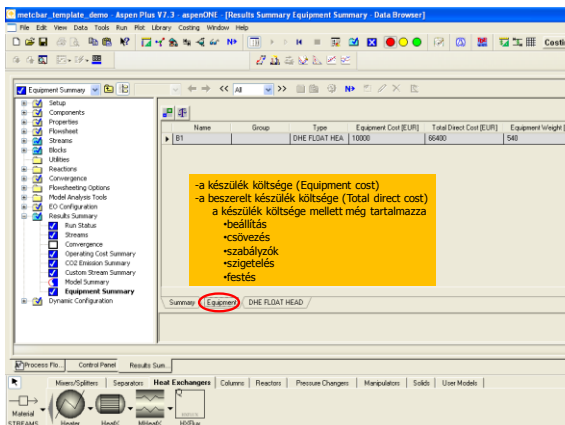 metcbar_template_demo - Aspen Plus V7.3 - aspenONE - [Results Summary Equipment Summary - Data Browser]
File Edit View Data Tools Run Plot Library Costing Window Help
Costing
Equipment Summary
All
Setup
Components
Properties
Flowsheet
Streams
Blocks
Utilities
Reactions
Convergence
Flowsheeting Options
Model Analysis Tools
EO Configuration
Results Summary
Run Status
Streams
Convergence
Operating Cost Summary
CO2 Emission Summary
Custom Stream Summary
Model Summary
Equipment Summary
Dynamic Configuration
Name Group Type Equipment Cost [EUR] Total Direct Cost [EUR] Equipment Weight [
B1 DHE FLOAT HEA 10000 66400 540
-a készülék költsége (Equipment cost)
-a beszerelt készülék költsége (Total direct cost)
a készülék költsége mellett még tartalmazza
•beállítás
•csövezés
•szabályzók
•szigetelés
•festés
Summary Equipment DHE FLOAT HEAD
Process Flo... Control Panel Results Sum...
Mixers/Splitters Separators Heat Exchangers Columns Reactors Pressure Changers Manipulators Solids User Models
Material
STREAMS Heater HeatX MHeatX HXFlux